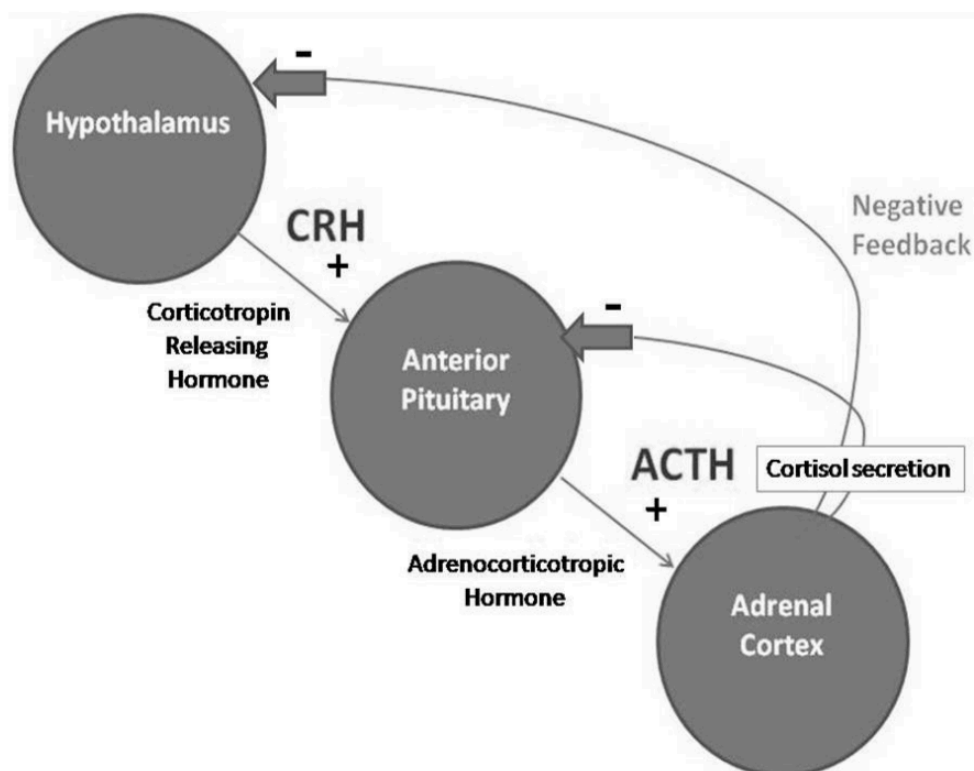 -
Hypothalamus
CRH
+
Negative
Feedback
Corticotropin
Releasing
Hormone
-
Anterior
Pituitary
ACTH
+
Cortisol secretion
Adrenocorticotropic
Hormone
Adrenal
Cortex